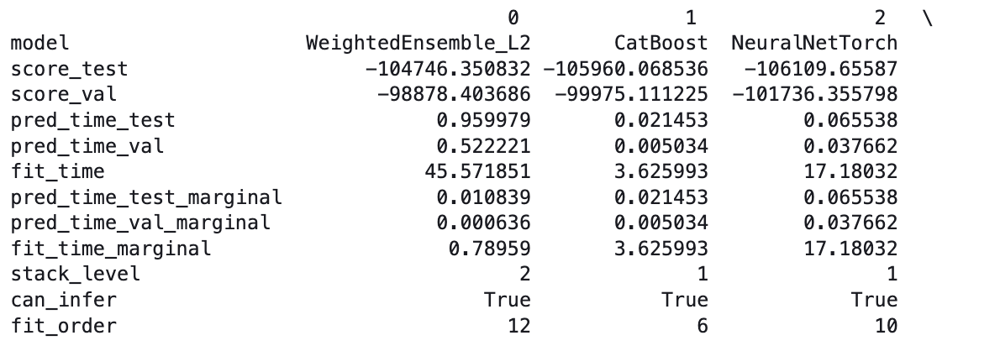 0              1               2  \
model                 WeightedEnsemble_L2       CatBoost  NeuralNetTorch
score_test                 -104746.350832 -105960.068536   -106109.65587
score_val                   -98878.403686  -99975.111225  -101736.355798
pred_time_test                   0.959979       0.021453        0.065538
pred_time_val                    0.522221       0.005034        0.037662
fit_time                        45.571851       3.625993        17.18032
pred_time_test_marginal          0.010839       0.021453        0.065538
pred_time_val_marginal           0.000636       0.005034        0.037662
fit_time_marginal                 0.78959       3.625993        17.18032
stack_level                             2              1               1
can_infer                            True           True            True
fit_order                              12              6              10